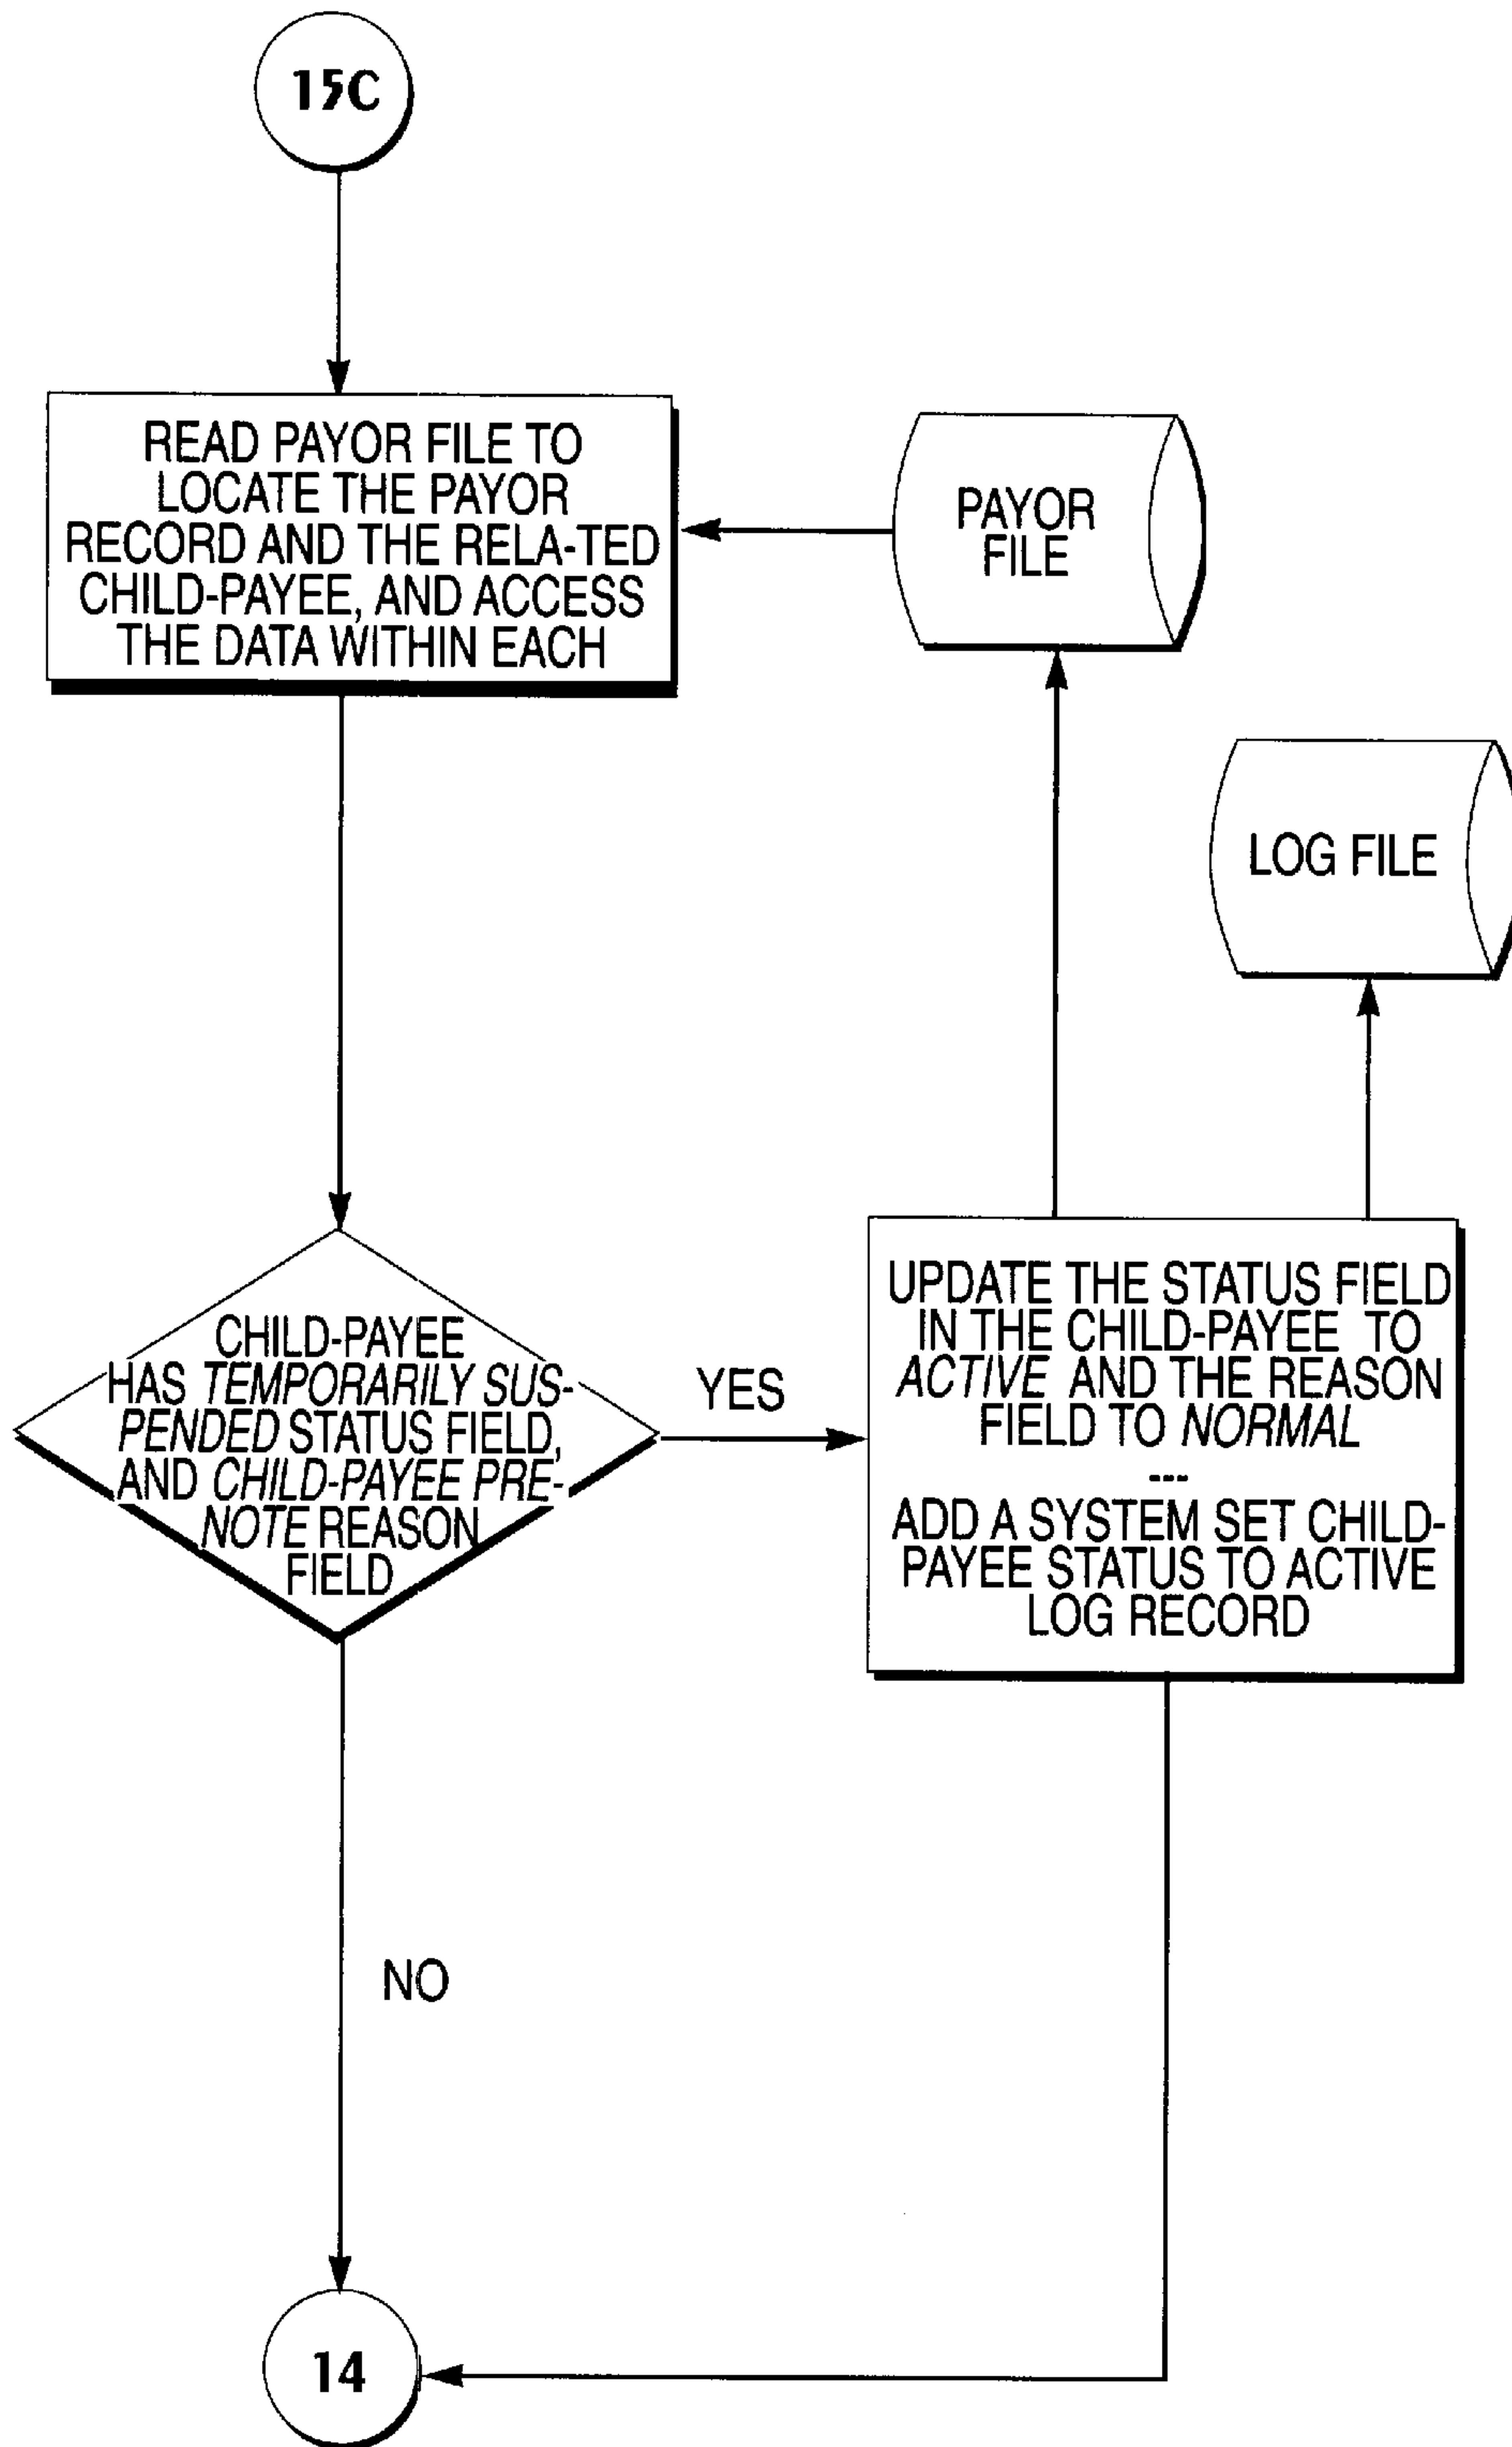 15C
READ PAYOR FILE TO
LOCATE THE PAYOR
RECORD AND THE RELA-TED
CHILD-PAYEE, AND ACCESS
THE DATA WITHIN EACH
PAYOR
FILE
LOG FILE
CHILD-PAYEE
HAS TEMPORARILY SUS-
PENDED STATUS FIELD,
AND CHILD-PAYEE PRE-
NOTE REASON
FIELD
YES
UPDATE THE STATUS FIELD
IN THE CHILD-PAYEE TO
ACTIVE AND THE REASON
FIELD TO NORMAL
---
ADD A SYSTEM SET CHILD-
PAYEE STATUS TO ACTIVE
LOG RECORD
NO
14